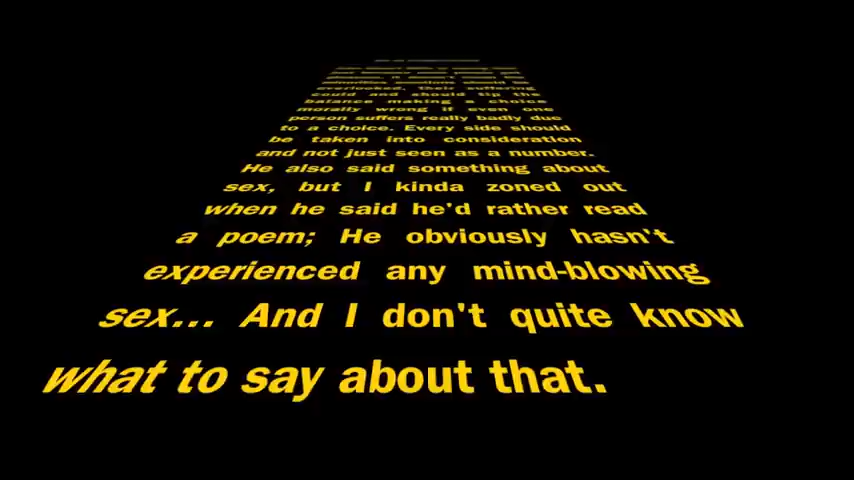 overlooked. Their suffering
could and should tip the
balance making a choice
morally wrong if even one
person suffers really badly due
to a choice. Every side should
be taken into consideration
and not just seen as a number.
He also said something about
sex, but I kinda zoned out
when he said he'd rather read
a poem; He obviously hasn't
experienced any mind-blowing
sex... And I don't quite know
what to say about that.